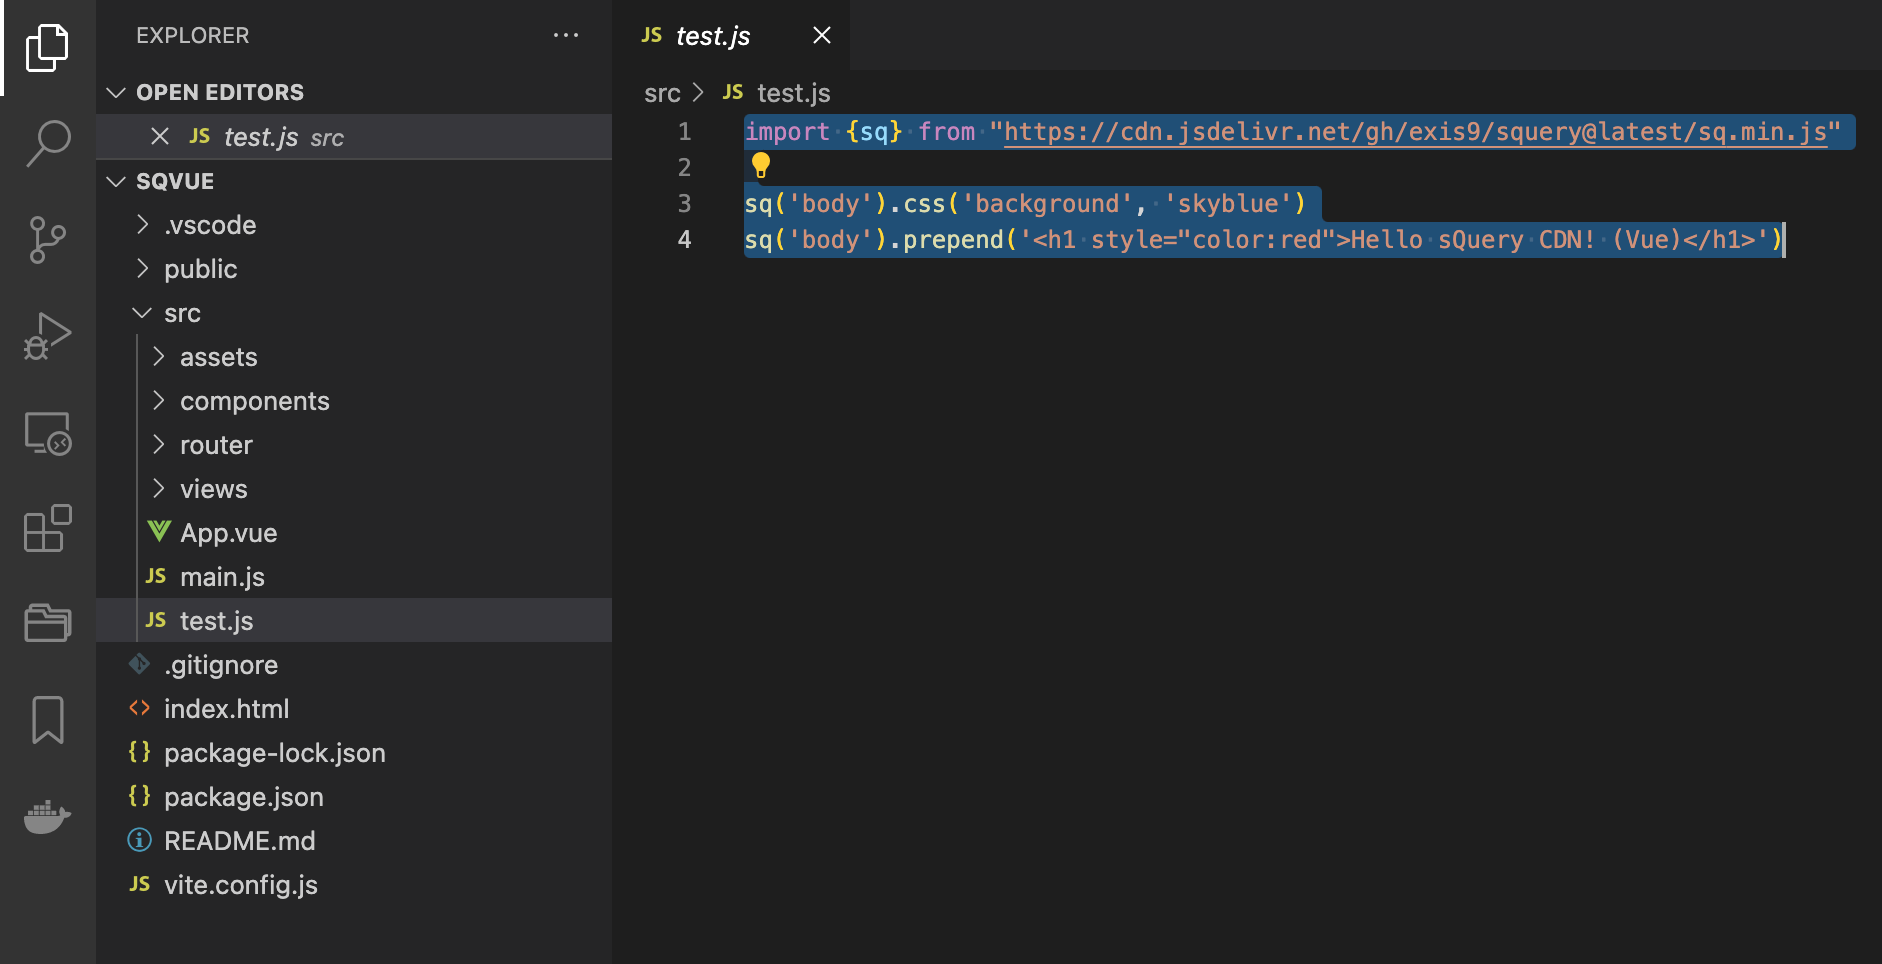 EXPLORER
OPEN EDITORS
JS test.js src
SQVUE
.vscode
public
src
assets
components
router
views
App.vue
JS main.js
JS test.js
.gitignore
<> index.html
{} package-lock.json
{} package.json
README.md
JS vite.config.js
JS test.js
src > JS test.js
1 import {sq} from "https://cdn.jsdelivr.net/gh/exis9/squery@latest/sq.min.js"
2
3 sq('body').css('background', 'skyblue')
4 sq('body').prepend('<h1 style="color:red">Hello sQuery CDN! (Vue)</h1>')